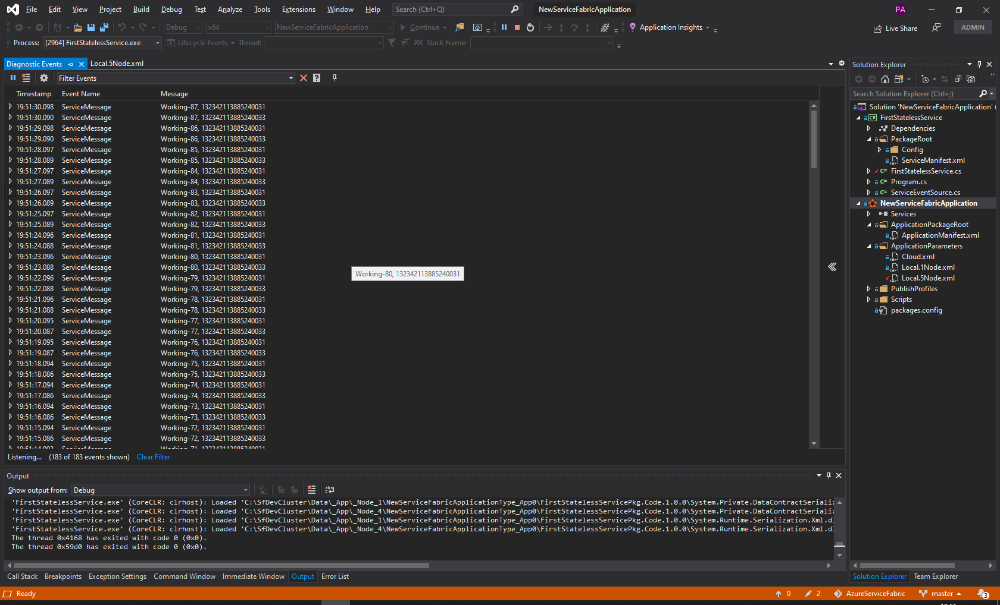 File Edit View Project Build Debug Test Analyze Tools Extensions Window Help Search (Ctrl+Q) NewServiceFabricApplication PA
Debug x64 NewServiceFabricApplication Continue Application Insights Live Share ADMIN
Process: [2964] FirstStatelessService.exe Lifecycle Events Thread: Stack Frame:
Diagnostic Events Local.5Node.xml
Filter Events
Timestamp Event Name Message
19:51:30.098 ServiceMessage Working-87, 132342113885240031
19:51:30.090 ServiceMessage Working-87, 132342113885240033
19:51:29.098 ServiceMessage Working-86, 132342113885240031
19:51:29.090 ServiceMessage Working-86, 132342113885240033
19:51:28.097 ServiceMessage Working-85, 132342113885240031
19:51:28.089 ServiceMessage Working-85, 132342113885240033
19:51:27.097 ServiceMessage Working-84, 132342113885240031
19:51:27.089 ServiceMessage Working-84, 132342113885240033
19:51:26.097 ServiceMessage Working-83, 132342113885240031
19:51:26.089 ServiceMessage Working-83, 132342113885240033
19:51:25.097 ServiceMessage Working-82, 132342113885240031
19:51:25.089 ServiceMessage Working-82, 132342113885240033
19:51:24.096 ServiceMessage Working-81, 132342113885240031
19:51:24.088 ServiceMessage Working-81, 132342113885240033
19:51:23.096 ServiceMessage Working-80, 132342113885240031
19:51:23.088 ServiceMessage Working-80, 132342113885240033
19:51:22.096 ServiceMessage Working-79, 132342113885240031
19:51:22.088 ServiceMessage Working-79, 132342113885240033
19:51:21.096 ServiceMessage Working-78, 132342113885240031
19:51:21.088 ServiceMessage Working-78, 132342113885240033
19:51:20.095 ServiceMessage Working-77, 132342113885240031
19:51:20.087 ServiceMessage Working-77, 132342113885240033
19:51:19.095 ServiceMessage Working-76, 132342113885240031
19:51:19.087 ServiceMessage Working-76, 132342113885240033
19:51:18.094 ServiceMessage Working-75, 132342113885240031
19:51:18.086 ServiceMessage Working-75, 132342113885240033
19:51:17.094 ServiceMessage Working-74, 132342113885240031
19:51:17.086 ServiceMessage Working-74, 132342113885240033
19:51:16.094 ServiceMessage Working-73, 132342113885240031
19:51:16.086 ServiceMessage Working-73, 132342113885240033
19:51:15.094 ServiceMessage Working-72, 132342113885240031
19:51:15.086 ServiceMessage Working-72, 132342113885240033
Working-80, 132342113885240031
Listening... (183 of 183 events shown) Clear Filter
Output
Show output from: Debug
'FirstStatelessService.exe' (CoreCLR: clrhost): Loaded 'C:\SfDevCluster\Data\_App\_Node_1\NewServiceFabricApplicationType_App0\FirstStatelessServicePkg.Code.1.0.0\System.Private.DataContractSeriali
'FirstStatelessService.exe' (CoreCLR: clrhost): Loaded 'C:\SfDevCluster\Data\_App\_Node_4\NewServiceFabricApplicationType_App0\FirstStatelessServicePkg.Code.1.0.0\System.Private.DataContractSeriali
'FirstStatelessService.exe' (CoreCLR: clrhost): Loaded 'C:\SfDevCluster\Data\_App\_Node_1\NewServiceFabricApplicationType_App0\FirstStatelessServicePkg.Code.1.0.0\System.Runtime.Serialization.Xml.d
'FirstStatelessService.exe' (CoreCLR: clrhost): Loaded 'C:\SfDevCluster\Data\_App\_Node_4\NewServiceFabricApplicationType_App0\FirstStatelessServicePkg.Code.1.0.0\System.Runtime.Serialization.Xml.d
The thread 0x4168 has exited with code 0 (0x0).
The thread 0x59d0 has exited with code 0 (0x0).
Call Stack Breakpoints Exception Settings Command Window Immediate Window Output Error List
Solution Explorer
Search Solution Explorer (Ctrl+;)
Solution 'NewServiceFabricApplication' (
FirstStatelessService
Dependencies
PackageRoot
Config
ServiceManifest.xml
C# FirstStatelessService.cs
C# Program.cs
C# ServiceEventSource.cs
NewServiceFabricApplication
Services
ApplicationPackageRoot
ApplicationManifest.xml
ApplicationParameters
Cloud.xml
Local.1Node.xml
Local.5Node.xml
PublishProfiles
Scripts
packages.config
Solution Explorer Team Explorer
Ready 0 2 AzureServiceFabric master 3